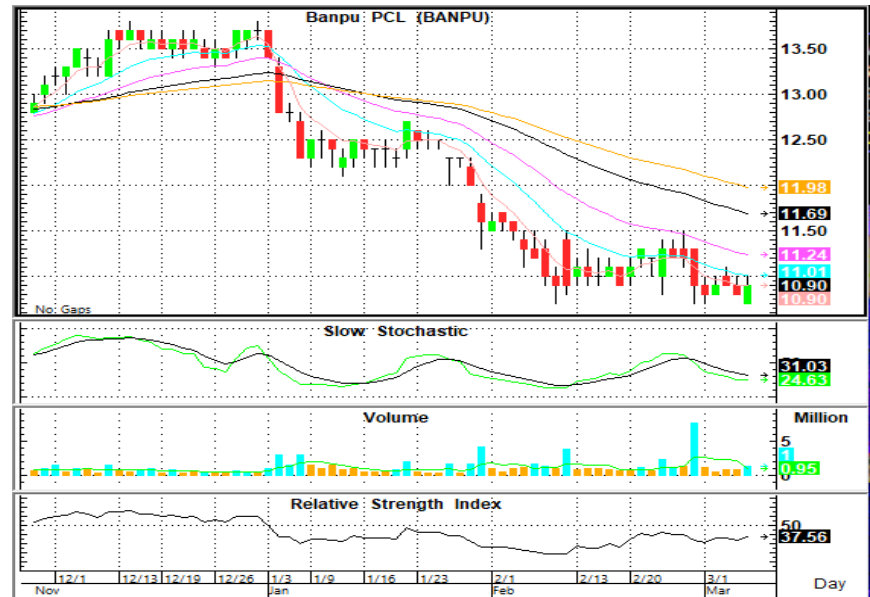 Banpu PCL (BANPU)
13.50
13.00
12.50
11.98
11.69
11.50
11.24
11.01
10.90
10.90
No: Gaps
Slow Stochastic
31.03
24.63
Volume
Million
5
1
0.95
0
Relative Strength Index
50
37.56
12/1 12/13 12/19 12/26 1/3 1/9 1/16 1/23 2/1 2/13 2/20 3/1
Nov Jan Feb Mar
Day